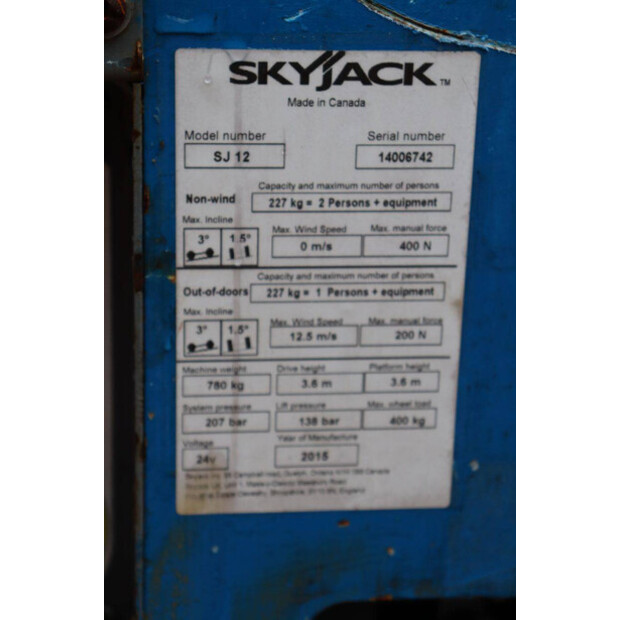 SKYJACK™
Made in Canada
Model number Serial number
SJ 12 14006742
Capacity and maximum number of persons
Non-wind 227 kg = 2 Persons + equipment
Max. Incline Max. Wind Speed Max. manual force
3° 1.5° 0 m/s 400 N
Capacity and maximum number of persons
Out-of-doors 227 kg = 1 Persons + equipment
Max. Incline Max. Wind Speed Max. manual force
3° 1.5° 12.5 m/s 200 N
Machine weight Drive height Platform height
780 kg 3.6 m 3.6 m
System pressure Lift pressure Max. wheel load
207 bar 138 bar 400 kg
Voltage Year of Manufacture
24v 2015
Canada
England